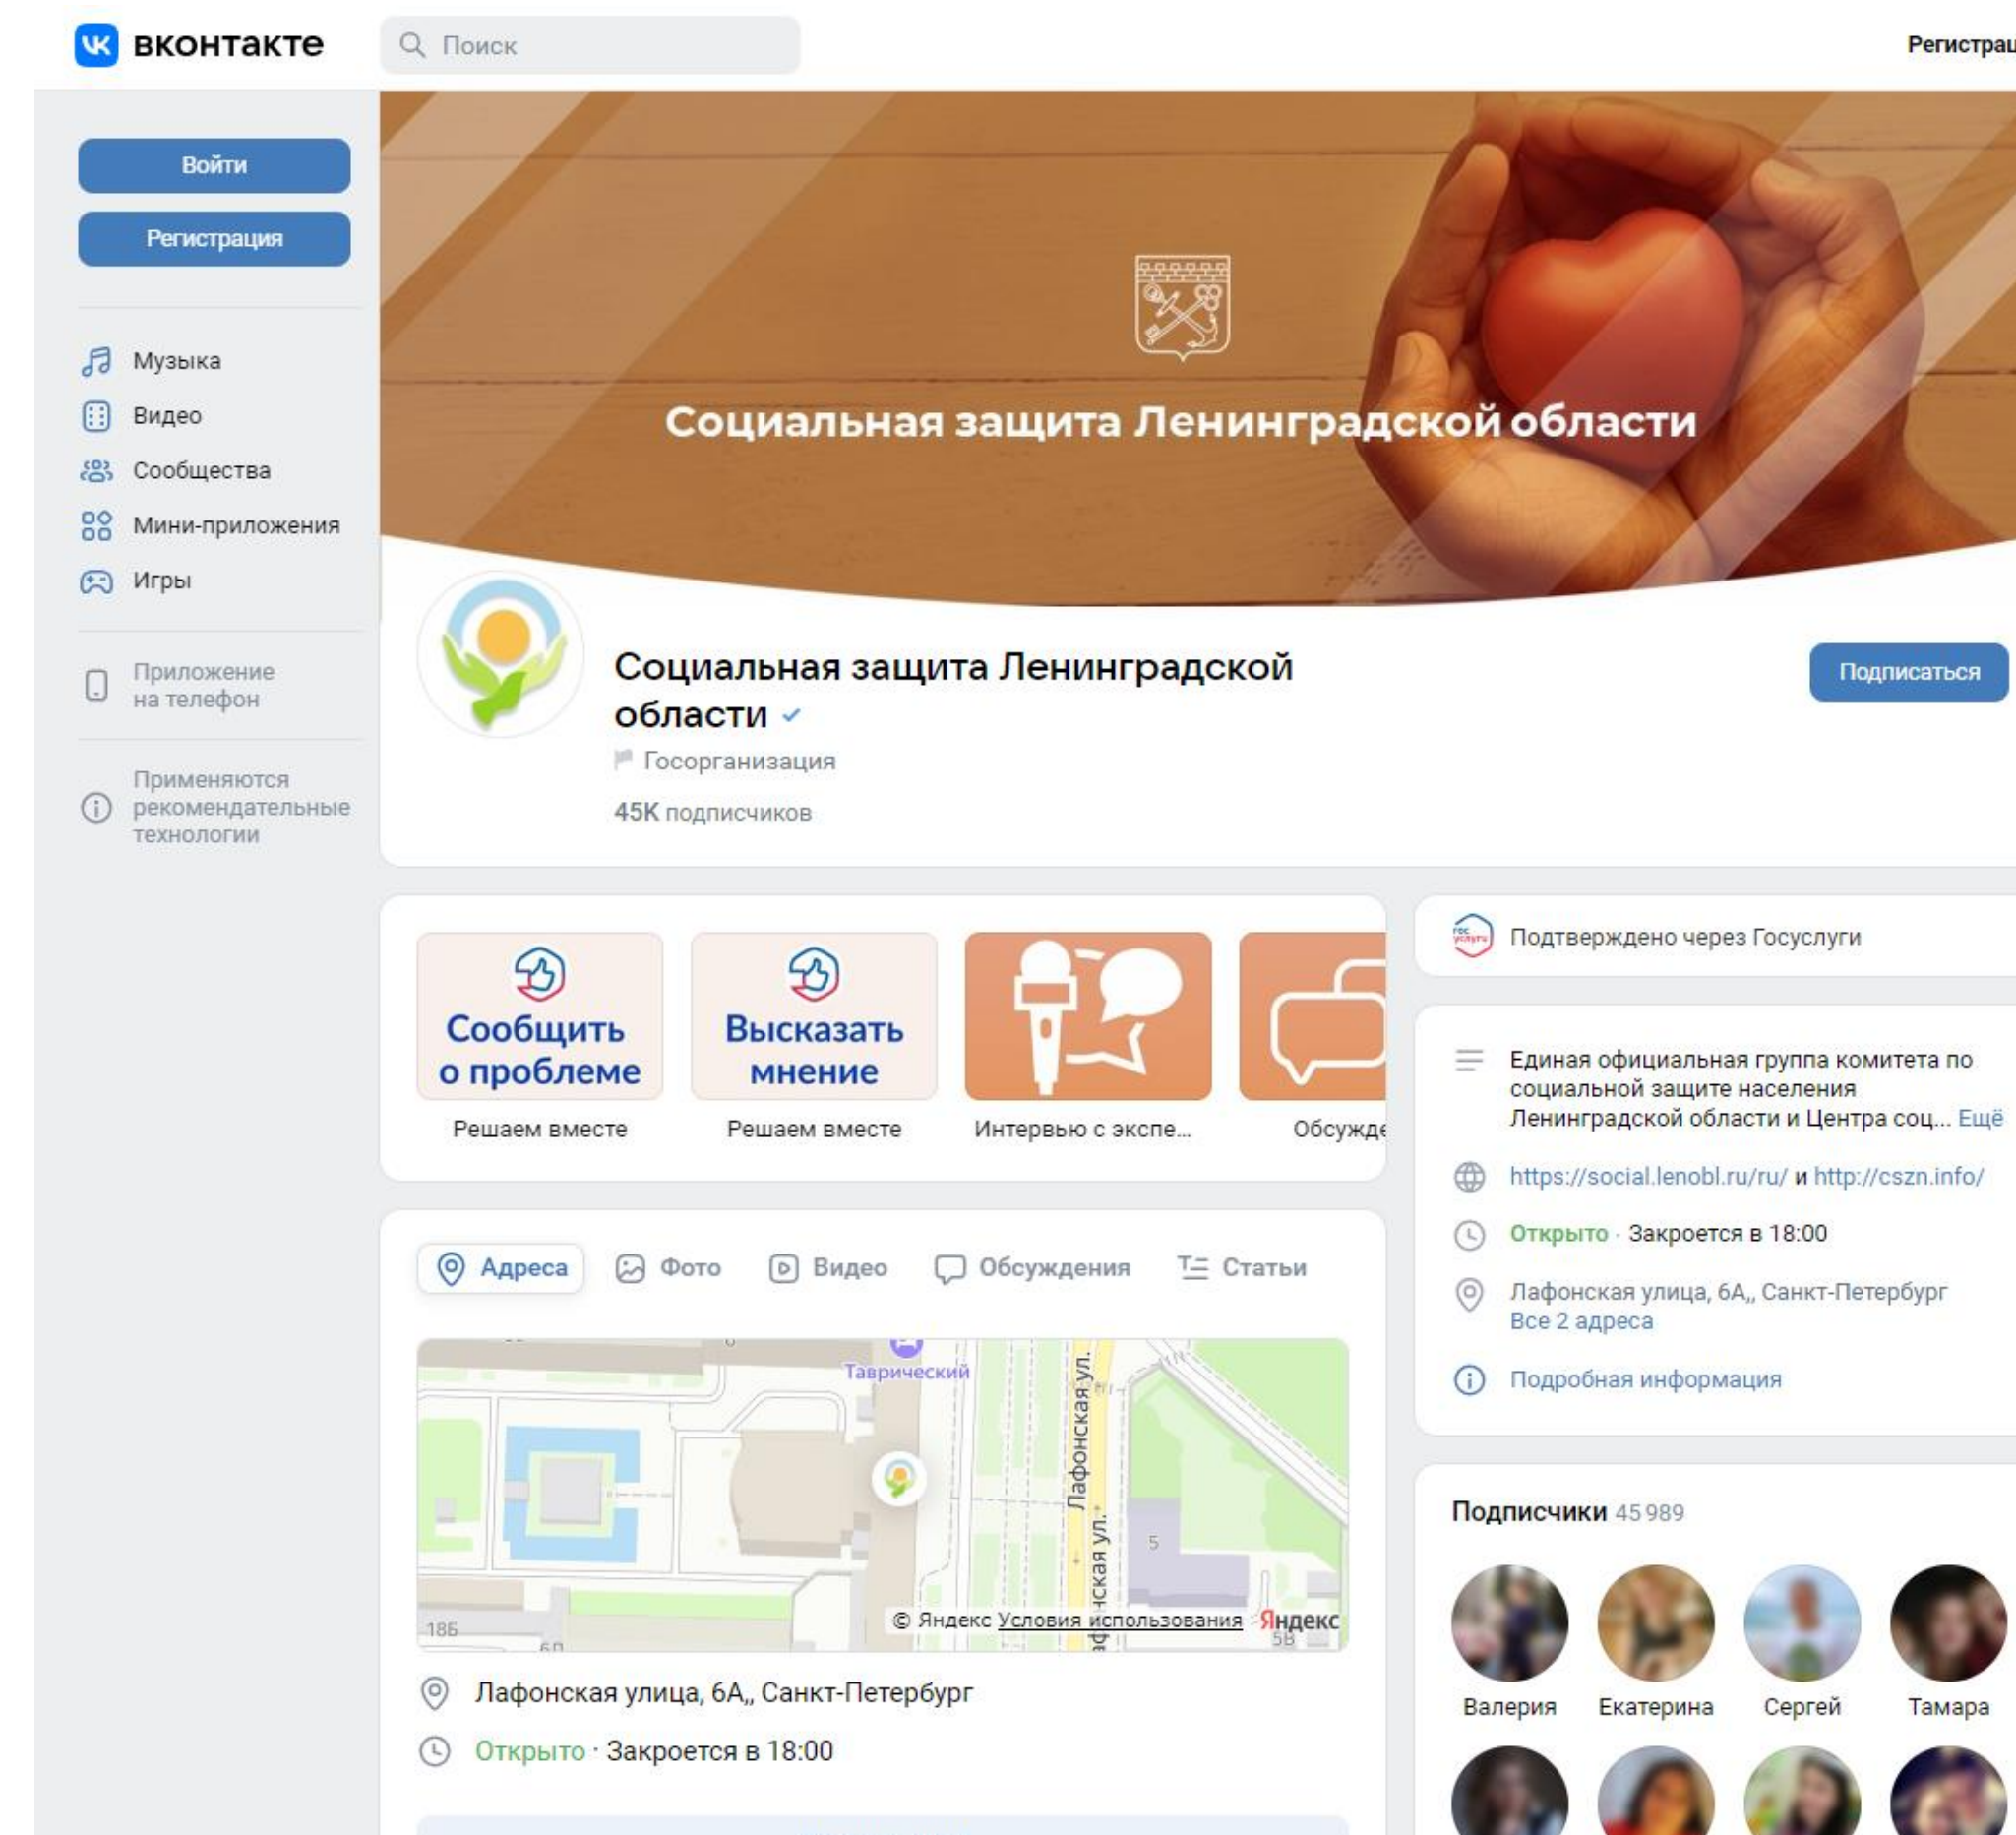 вконтакте
Поиск
Войти
Регистрация
Музыка
Видео
Сообщества
Мини-приложения
Игры
Приложение
на телефон
Применяются
рекомендательные
технологии
Социальная защита Ленинградской области
Социальная защита Ленинградской
области
Госорганизация
45K подписчиков
Подписаться
Сообщить
о проблеме
Решаем вместе
Высказать
мнение
Решаем вместе
Интервью с экспе...
Адреса
Фото
Видео
Обсуждения
Статьи
Таврический
Лафонская ул.
5
18Б
5В
© Яндекс Условия использования
Яндекс
Лафонская улица, 6А,, Санкт-Петербург
Открыто · Закроется в 18:00
гос
услуги
Подтверждено через Госуслуги
Единая официальная группа комитета по
социальной защите населения
Ленинградской области и Центра соц... Ещё
https://social.lenobl.ru/ru/ и http://cszn.info/
Открыто · Закроется в 18:00
Лафонская улица, 6А,, Санкт-Петербург
Все 2 адреса
Подробная информация
Подписчики 45 989
Валерия
Екатерина
Сергей
Тамара